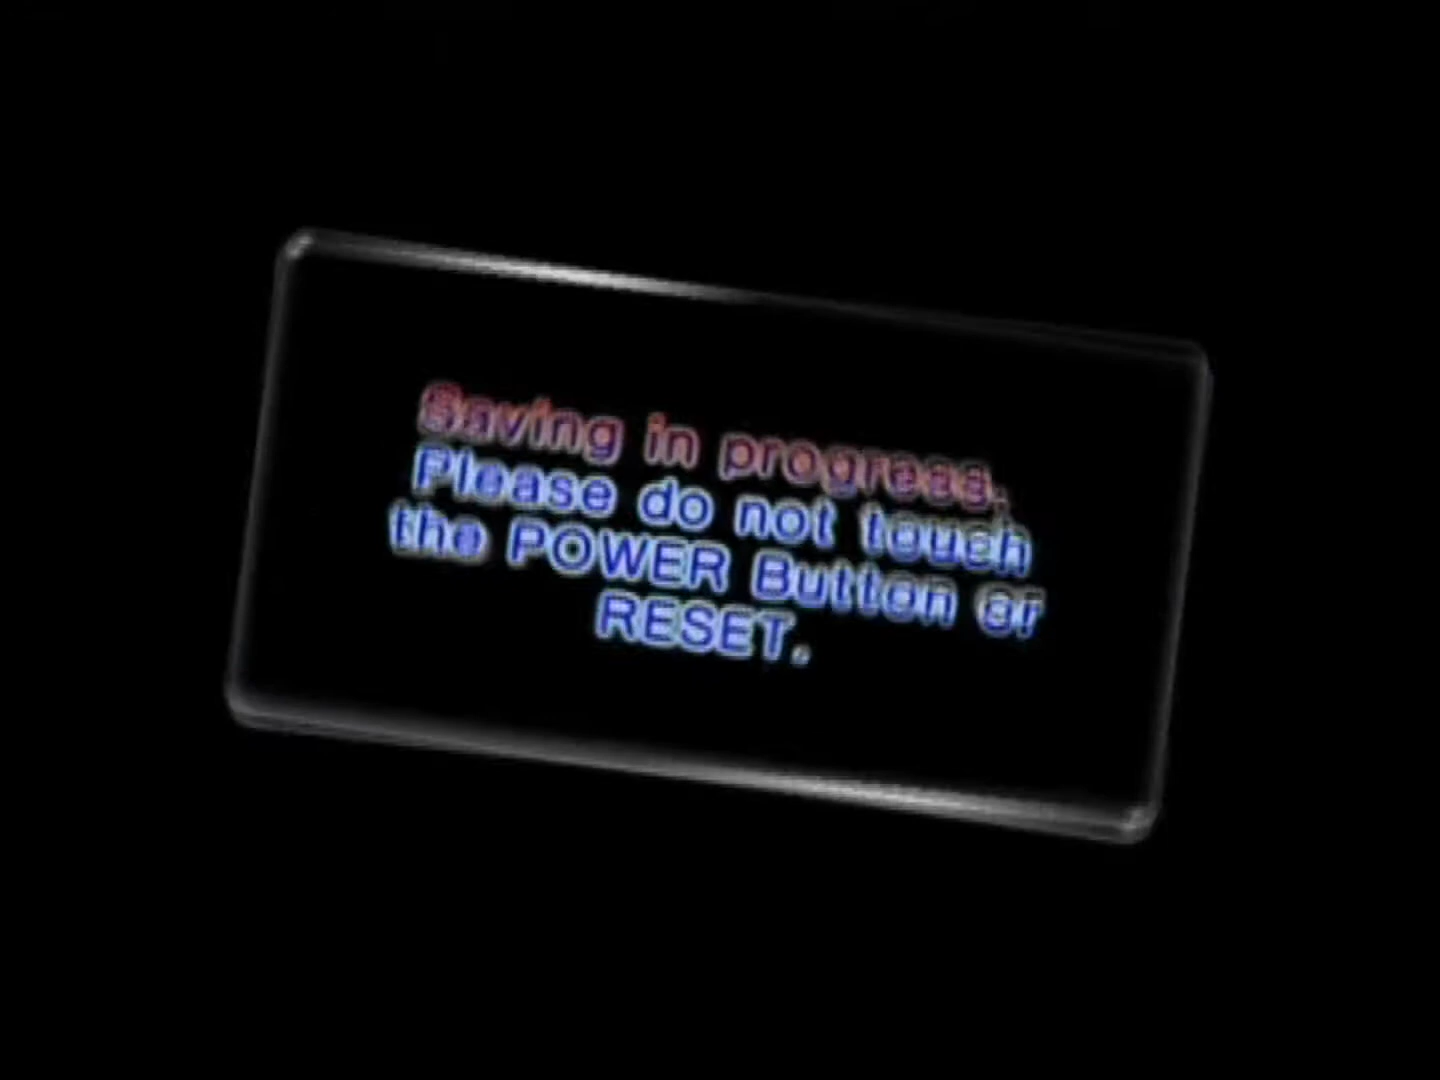 Saving in progress.
Please do not touch
the POWER Button or
RESET.